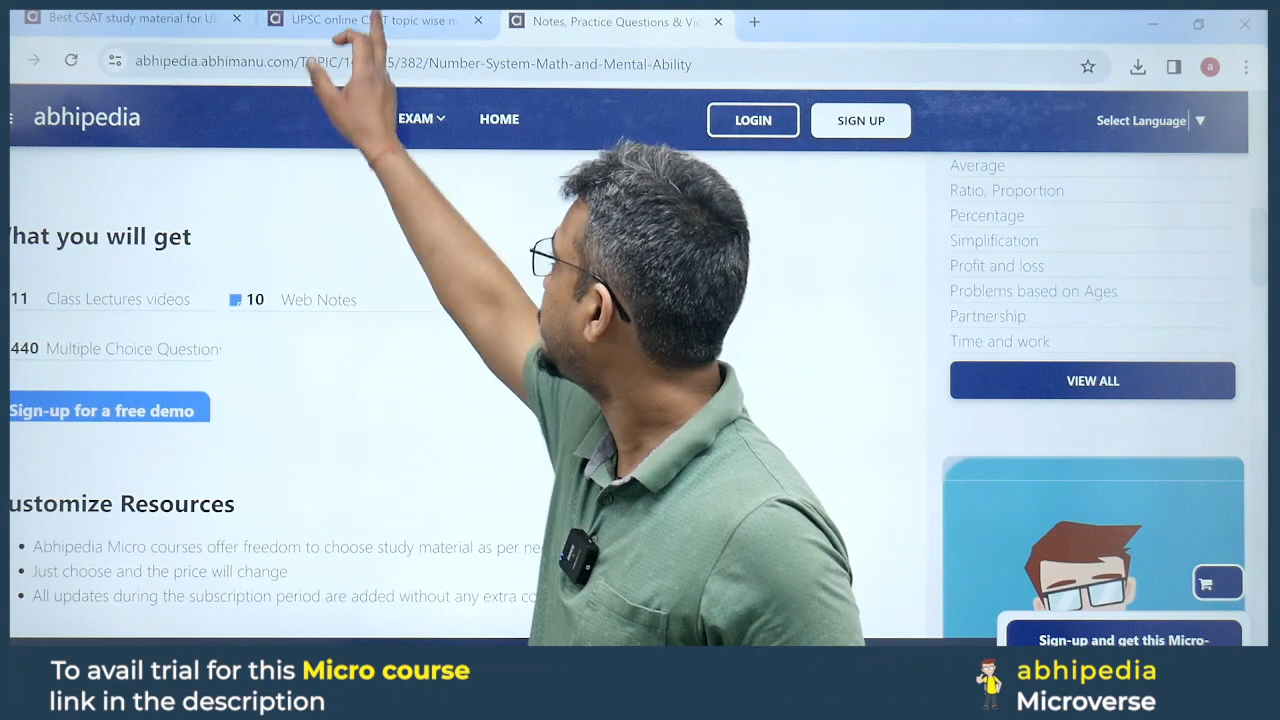 Best CSAT study material for U
UPSC online CSAT topic wise
Notes, Practice Questions & Vi
abhipedia.abhimanu.com/TOPIC/1 5/382/Number-System-Math-and-Mental-Ability
a
abhipedia
EXAM
HOME
LOGIN
SIGN UP
Select Language
Average
Ratio, Proportion
Percentage
Simplification
Profit and loss
Problems based on Ages
Partnership
Time and work
VIEW ALL
hat you will get
11 Class Lectures videos
10 Web Notes
440 Multiple Choice Question
Sign-up for a free demo
ustomize Resources
Abhipedia Micro courses offer freedom to choose study material as per ne
Just choose and the price will change
All updates during the subscription period are added without any extra co
Sign-up and get this Micro-
To avail trial for this Micro course
link in the description
abhipedia
Microverse